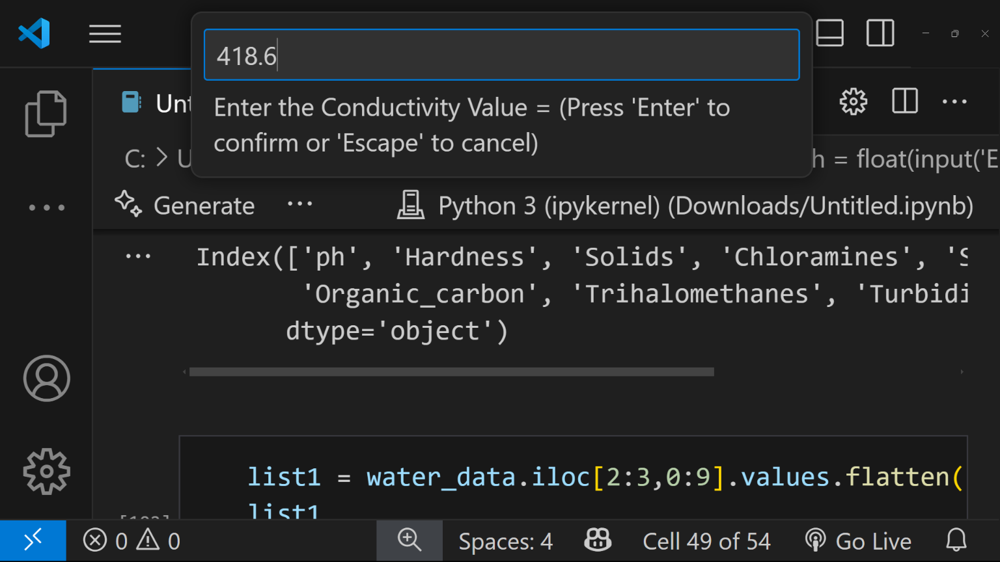 418.6
Enter the Conductivity Value = (Press 'Enter' to
confirm or 'Escape' to cancel)
Unt
C: > U
h = float(input('E
Generate ...
Python 3 (ipykernel) (Downloads/Untitled.ipynb)
... Index(['ph', 'Hardness', 'Solids', 'Chloramines', 'S
'Organic_carbon', 'Trihalomethanes', 'Turbidi
dtype='object')
list1 = water_data.iloc[2:3,0:9].values.flatten(
list1
0 0
Spaces: 4
Cell 49 of 54
Go Live